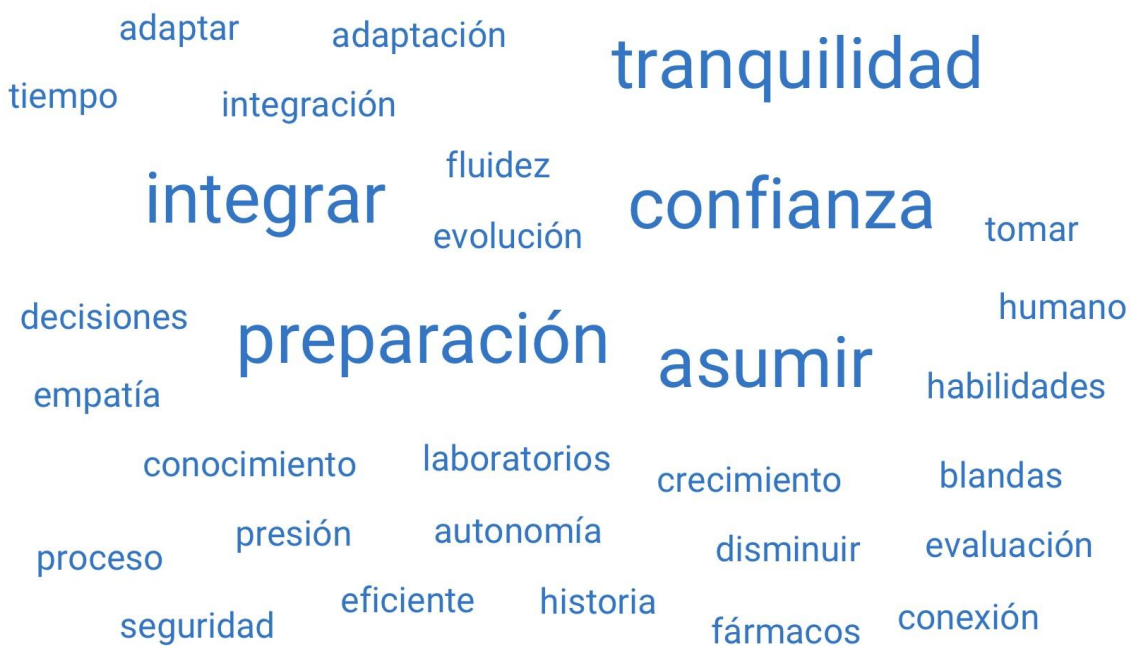 adaptar
adaptación
tranquilidad
tiempo
integración
fluidez
integrar
confianza
evolución
tomar
decisiones
humano
preparación
asumir
empatía
habilidades
conocimiento
laboratorios
crecimiento
blandas
presión
autonomía
proceso
disminuir
evaluación
eficiente
historia
seguridad
fármacos
conexión